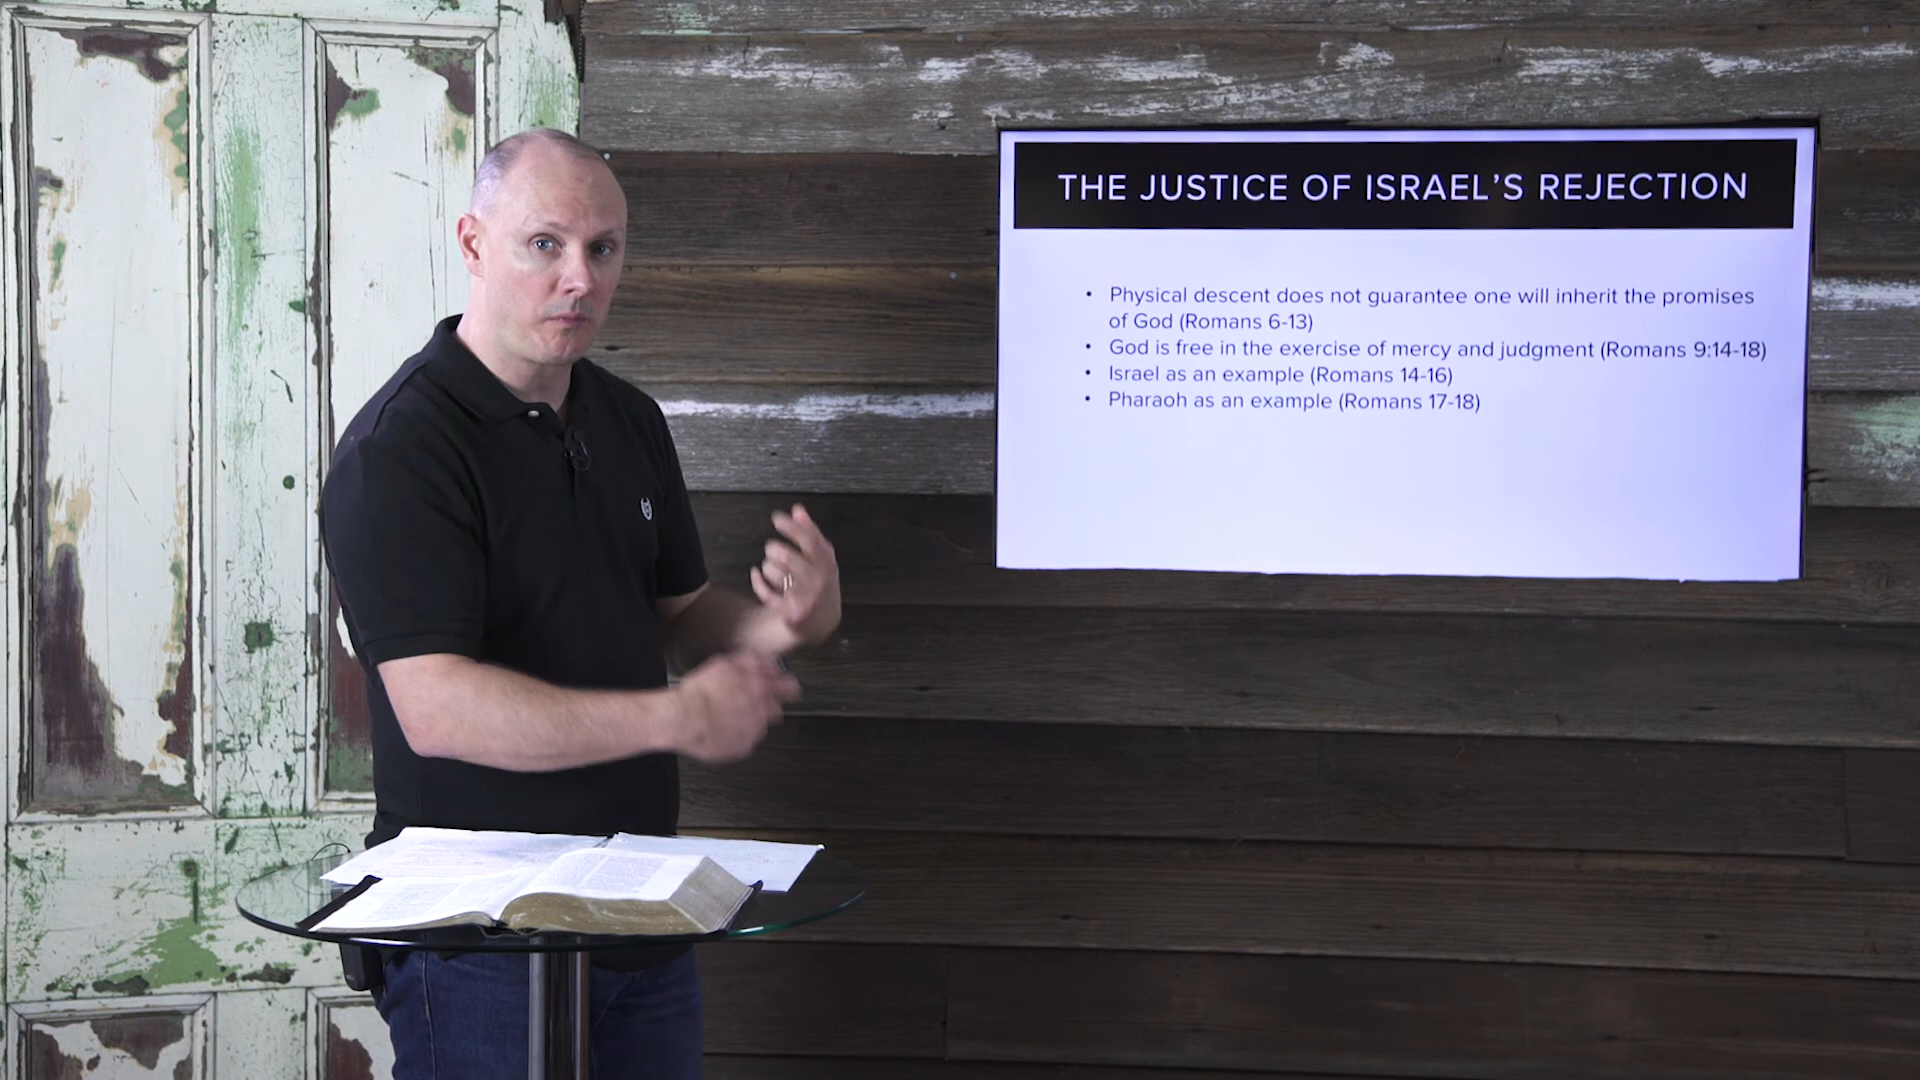 THE JUSTICE OF ISRAEL’S REJECTION
• Physical descent does not guarantee one will inherit the promises
of God (Romans 6-13)
• God is free in the exercise of mercy and judgment (Romans 9:14-18)
• Israel as an example (Romans 14-16)
• Pharaoh as an example (Romans 17-18)